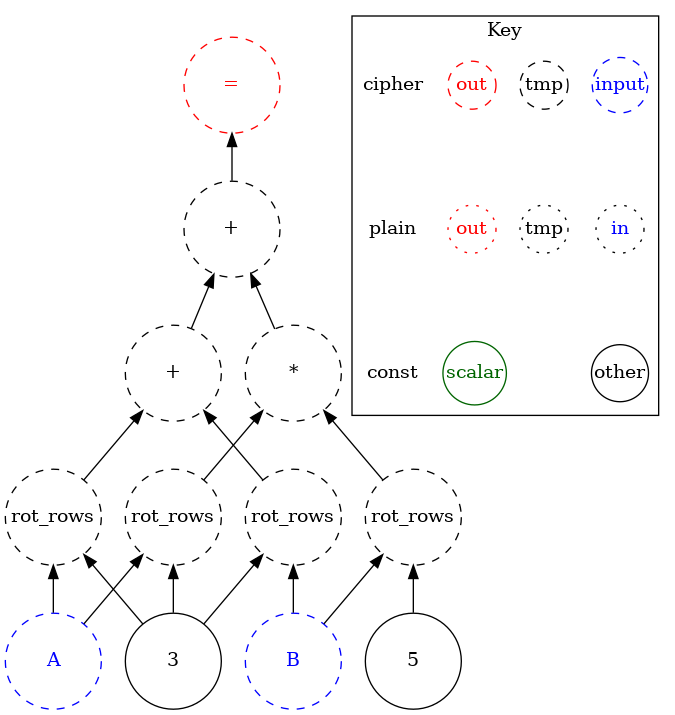 =
+
+
*
rot_rows
rot_rows
rot_rows
rot_rows
A
3
B
5
Key
cipher out tmp input
plain out tmp in
const scalar other